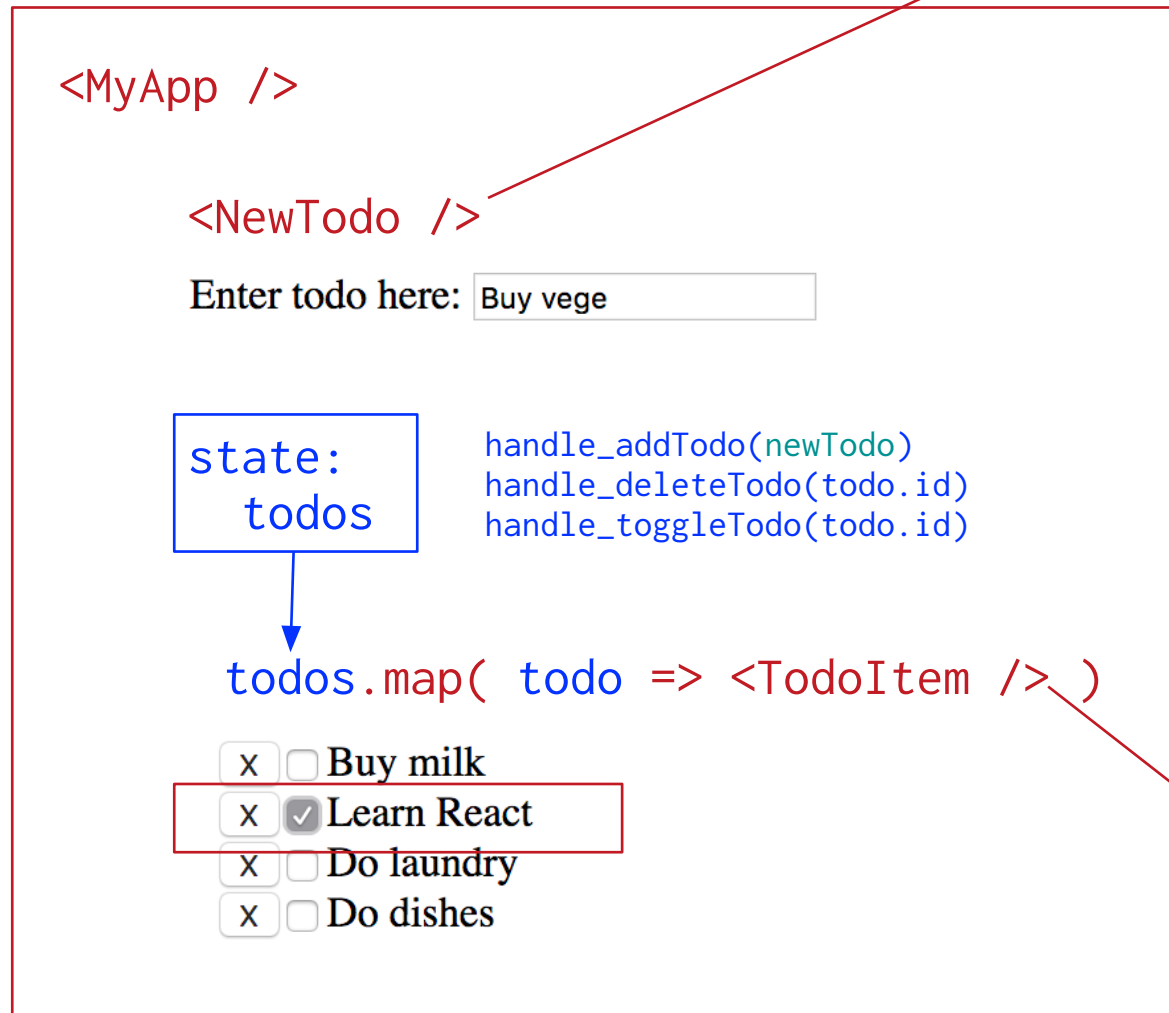 <MyApp />
<NewTodo />
Enter todo here: Buy vege
state:
todos
handle_addTodo(newTodo)
handle_deleteTodo(todo.id)
handle_toggleTodo(todo.id)
todos.map( todo => <TodoItem /> )
X Buy milk
X Learn React
X Do laundry
X Do dishes